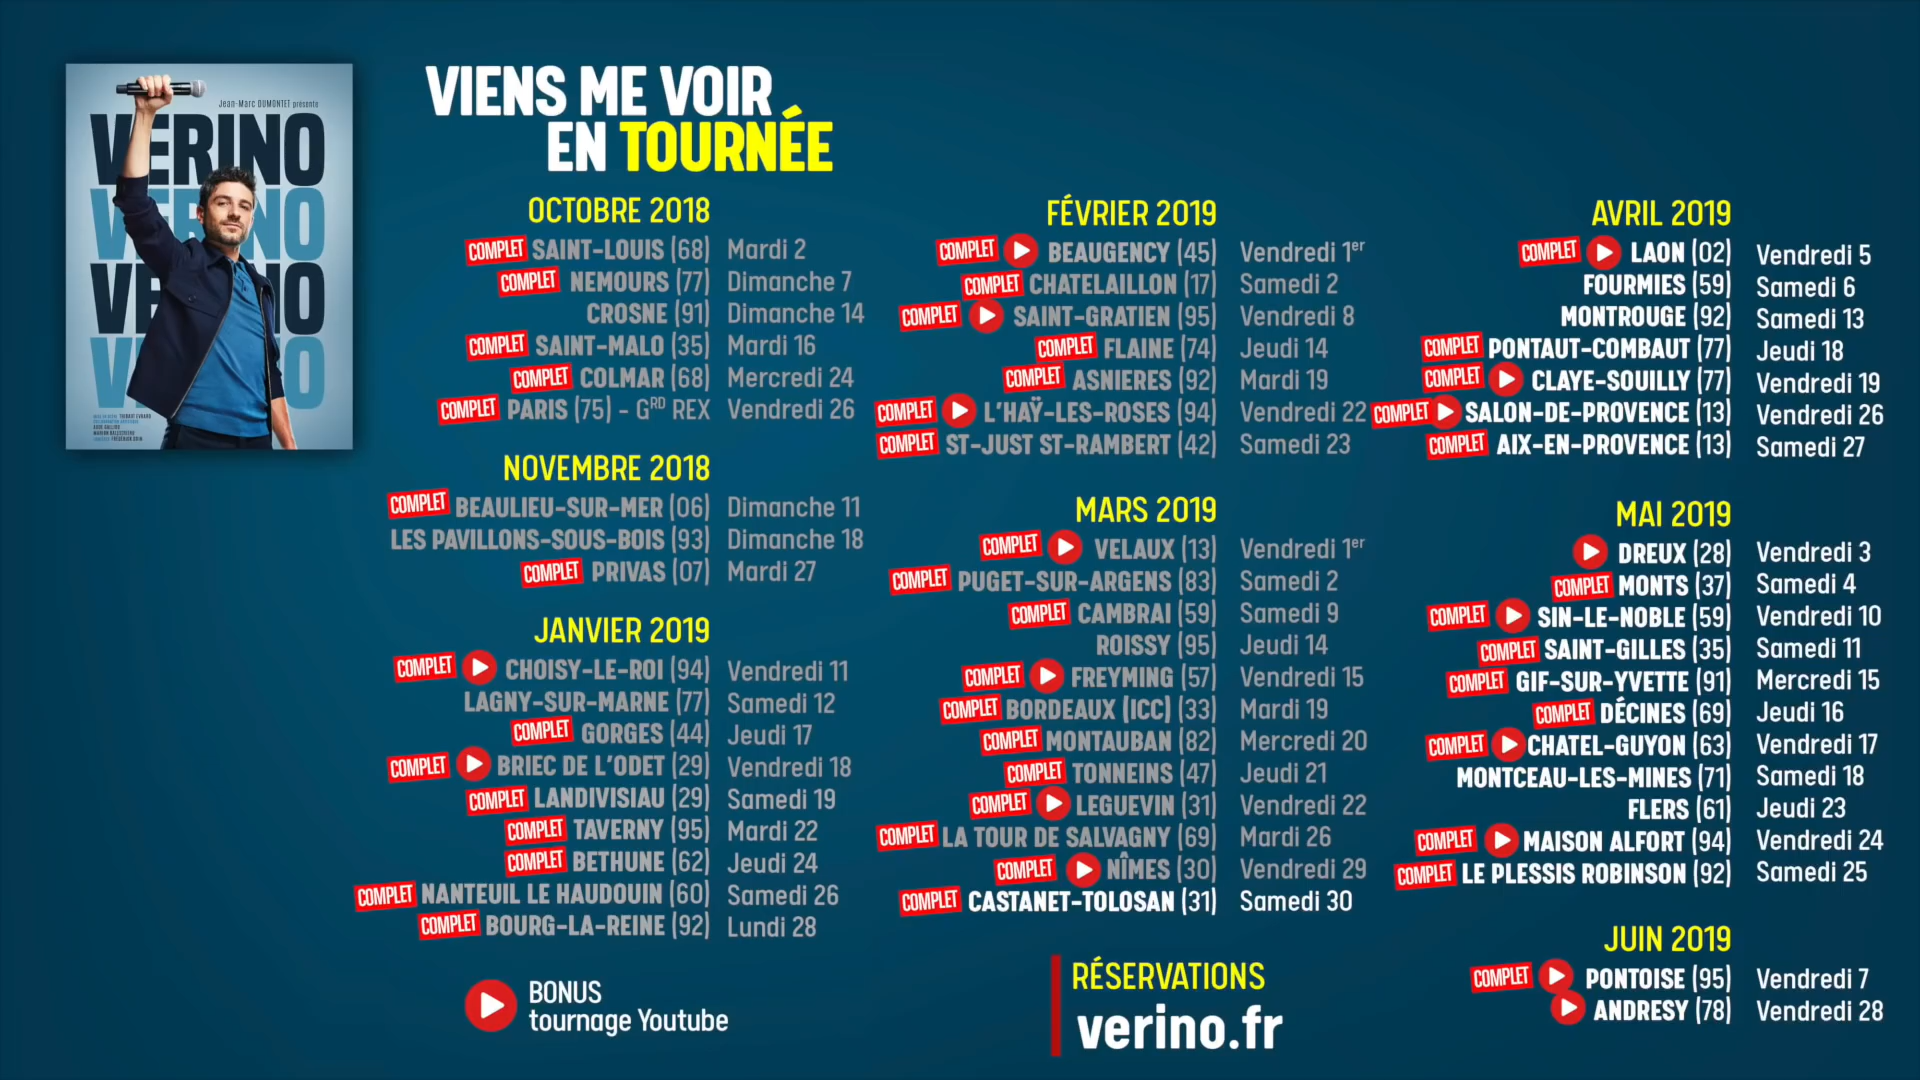 Jean-Marc DUMONTET présente
VERINO
VERINO
VERINO
VERINO
VIENS ME VOIR
EN TOURNÉE
OCTOBRE 2018
COMPLET SAINT-LOUIS (68) Mardi 2
COMPLET NEMOURS (77) Dimanche 7
CROSNE (91) Dimanche 14
COMPLET SAINT-MALO (35) Mardi 16
COMPLET COLMAR (68) Mercredi 24
COMPLET PARIS (75) - GRD REX Vendredi 26
NOVEMBRE 2018
COMPLET BEAULIEU-SUR-MER (06) Dimanche 11
LES PAVILLONS-SOUS-BOIS (93) Dimanche 18
COMPLET PRIVAS (07) Mardi 27
JANVIER 2019
COMPLET CHOISY-LE-ROI (94) Vendredi 11
LAGNY-SUR-MARNE (77) Samedi 12
COMPLET GORGES (44) Jeudi 17
COMPLET BRIEC DE L'ODET (29) Vendredi 18
COMPLET LANDIVISIAU (29) Samedi 19
COMPLET TAVERNY (95) Mardi 22
COMPLET BETHUNE (62) Jeudi 24
COMPLET NANTEUIL LE HAUDOUIN (60) Samedi 26
COMPLET BOURG-LA-REINE (92) Lundi 28
BONUS
tournage Youtube
FÉVRIER 2019
COMPLET BEAUGENCY (45) Vendredi 1er
COMPLET CHATELAILLON (17) Samedi 2
COMPLET SAINT-GRATIEN (95) Vendredi 8
COMPLET FLAINE (74) Jeudi 14
COMPLET ASNIERES (92) Mardi 19
COMPLET L'HAŸ-LES-ROSES (94) Vendredi 22
COMPLET ST-JUST ST-RAMBERT (42) Samedi 23
MARS 2019
COMPLET VELAUX (13) Vendredi 1er
COMPLET PUGET-SUR-ARGENS (83) Samedi 2
COMPLET CAMBRAI (59) Samedi 9
ROISSY (95) Jeudi 14
COMPLET FREYMING (57) Vendredi 15
COMPLET BORDEAUX (ICC) (33) Mardi 19
COMPLET MONTAUBAN (82) Mercredi 20
COMPLET TONNEINS (47) Jeudi 21
COMPLET LEGUEVIN (31) Vendredi 22
COMPLET LA TOUR DE SALVAGNY (69) Mardi 26
COMPLET NÎMES (30) Vendredi 29
COMPLET CASTANET-TOLOSAN (31) Samedi 30
RÉSERVATIONS
verino.fr
AVRIL 2019
COMPLET LAON (02) Vendredi 5
FOURMIES (59) Samedi 6
MONTROUGE (92) Samedi 13
COMPLET PONTAUT-COMBAUT (77) Jeudi 18
COMPLET CLAYE-SOUILLY (77) Vendredi 19
COMPLET SALON-DE-PROVENCE (13) Vendredi 26
COMPLET AIX-EN-PROVENCE (13) Samedi 27
MAI 2019
DREUX (28) Vendredi 3
COMPLET MONTS (37) Samedi 4
COMPLET SIN-LE-NOBLE (59) Vendredi 10
COMPLET SAINT-GILLES (35) Samedi 11
COMPLET GIF-SUR-YVETTE (91) Mercredi 15
COMPLET DÉCINES (69) Jeudi 16
COMPLET CHATEL-GUYON (63) Vendredi 17
MONTCEAU-LES-MINES (71) Samedi 18
FLERS (61) Jeudi 23
COMPLET MAISON ALFORT (94) Vendredi 24
COMPLET LE PLESSIS ROBINSON (92) Samedi 25
JUIN 2019
COMPLET PONTOISE (95) Vendredi 7
ANDRESY (78) Vendredi 28